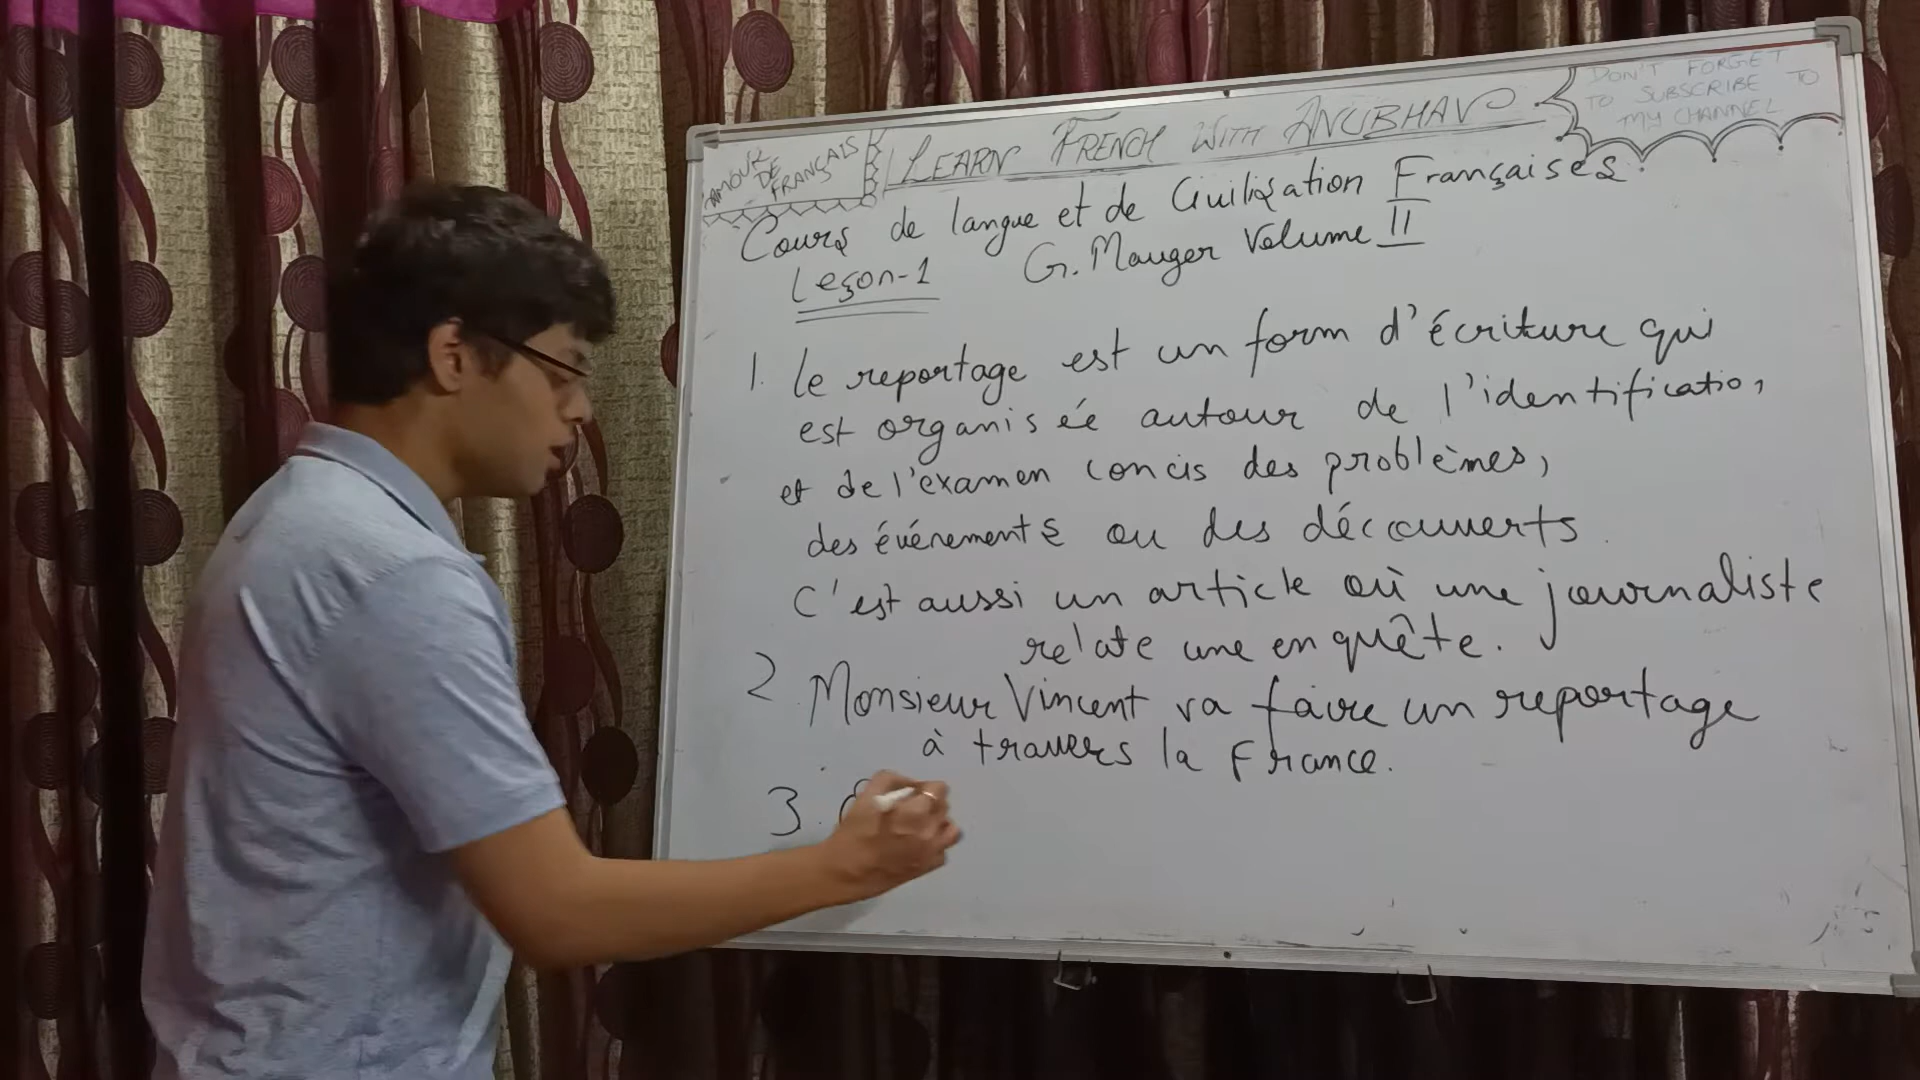 AMOUR
DE
FRANÇAIS
LEARN FRENCH WITH ANUBHAV
DON'T FORGET
TO SUBSCRIBE TO
MY CHANNEL
Cours de langue et de Civilisation Françaises.
Leçon-1 G. Mauger Volume II
1. Le reportage est un form d'écriture qui
est organisée autour de l'identification,
et de l'examen concis des problèmes,
des événements ou des découverts.
C'est aussi un article où une journaliste
relate une enquête.
2. Monsieur Vincent va faire un reportage
à travers la France.
3.